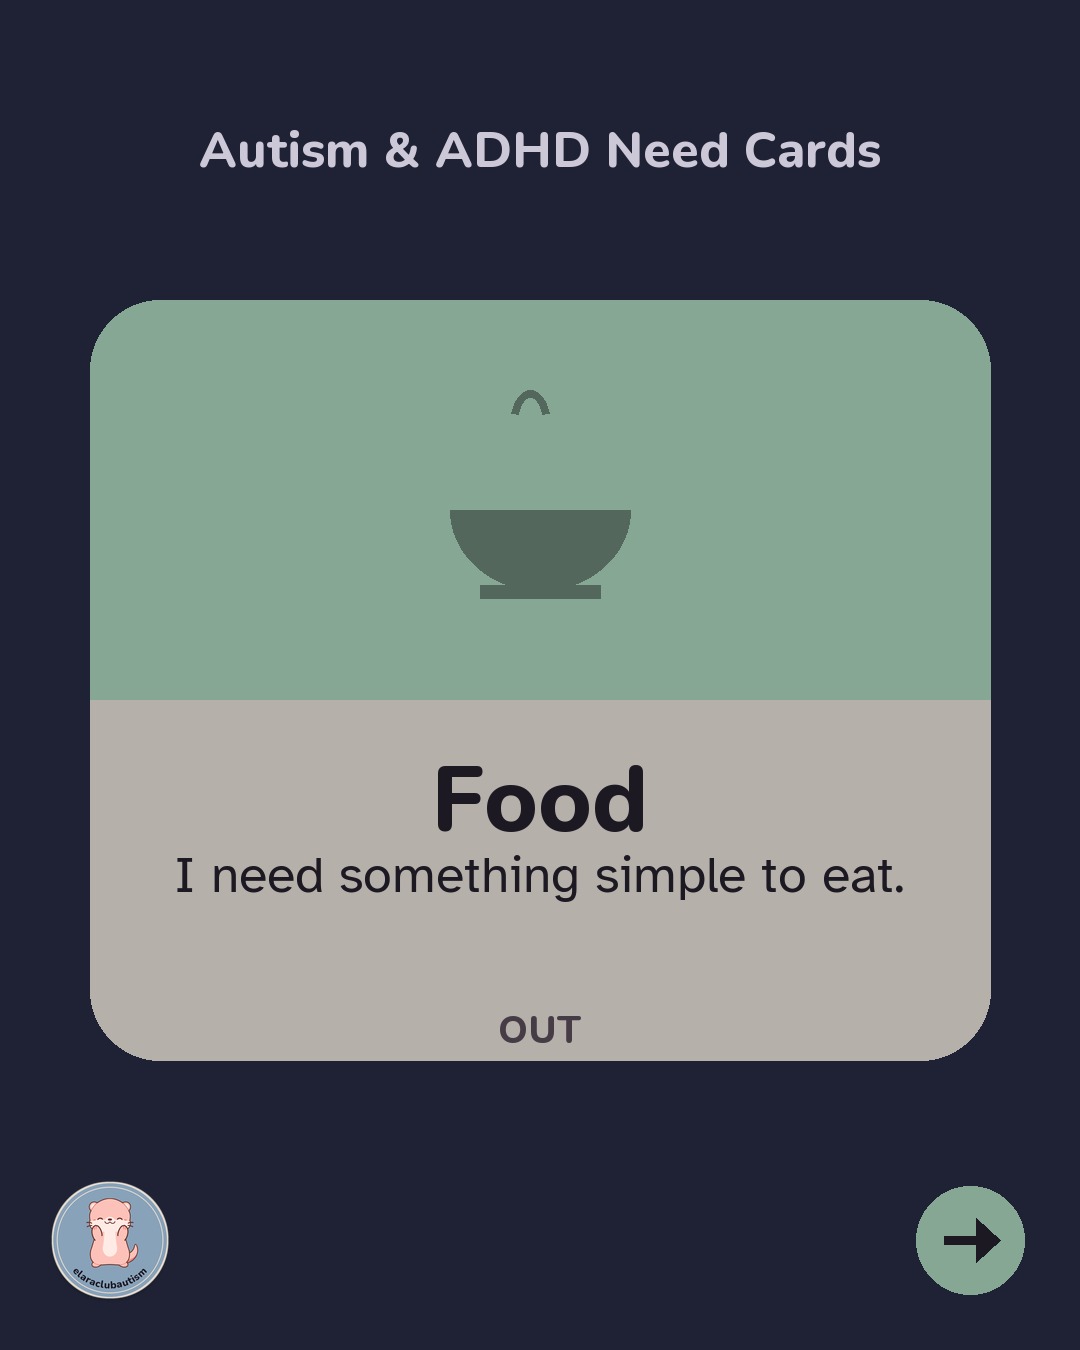 Autism & ADHD Need Cards
Food
I need something simple to eat.
OUT
elaraclubautism